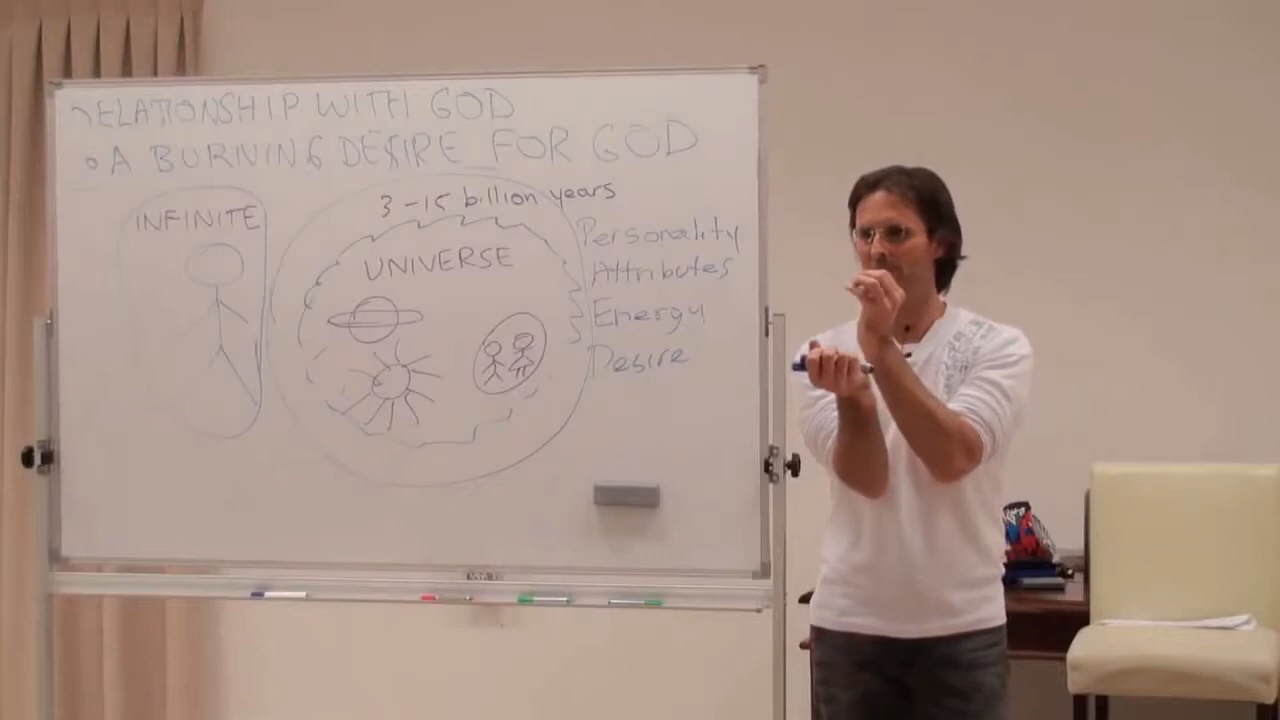 RELATIONSHIP WITH GOD
• A BURNING DESIRE FOR GOD
3-15 billion years
INFINITE
UNIVERSE
Personality
Attributes
Energy
Desire